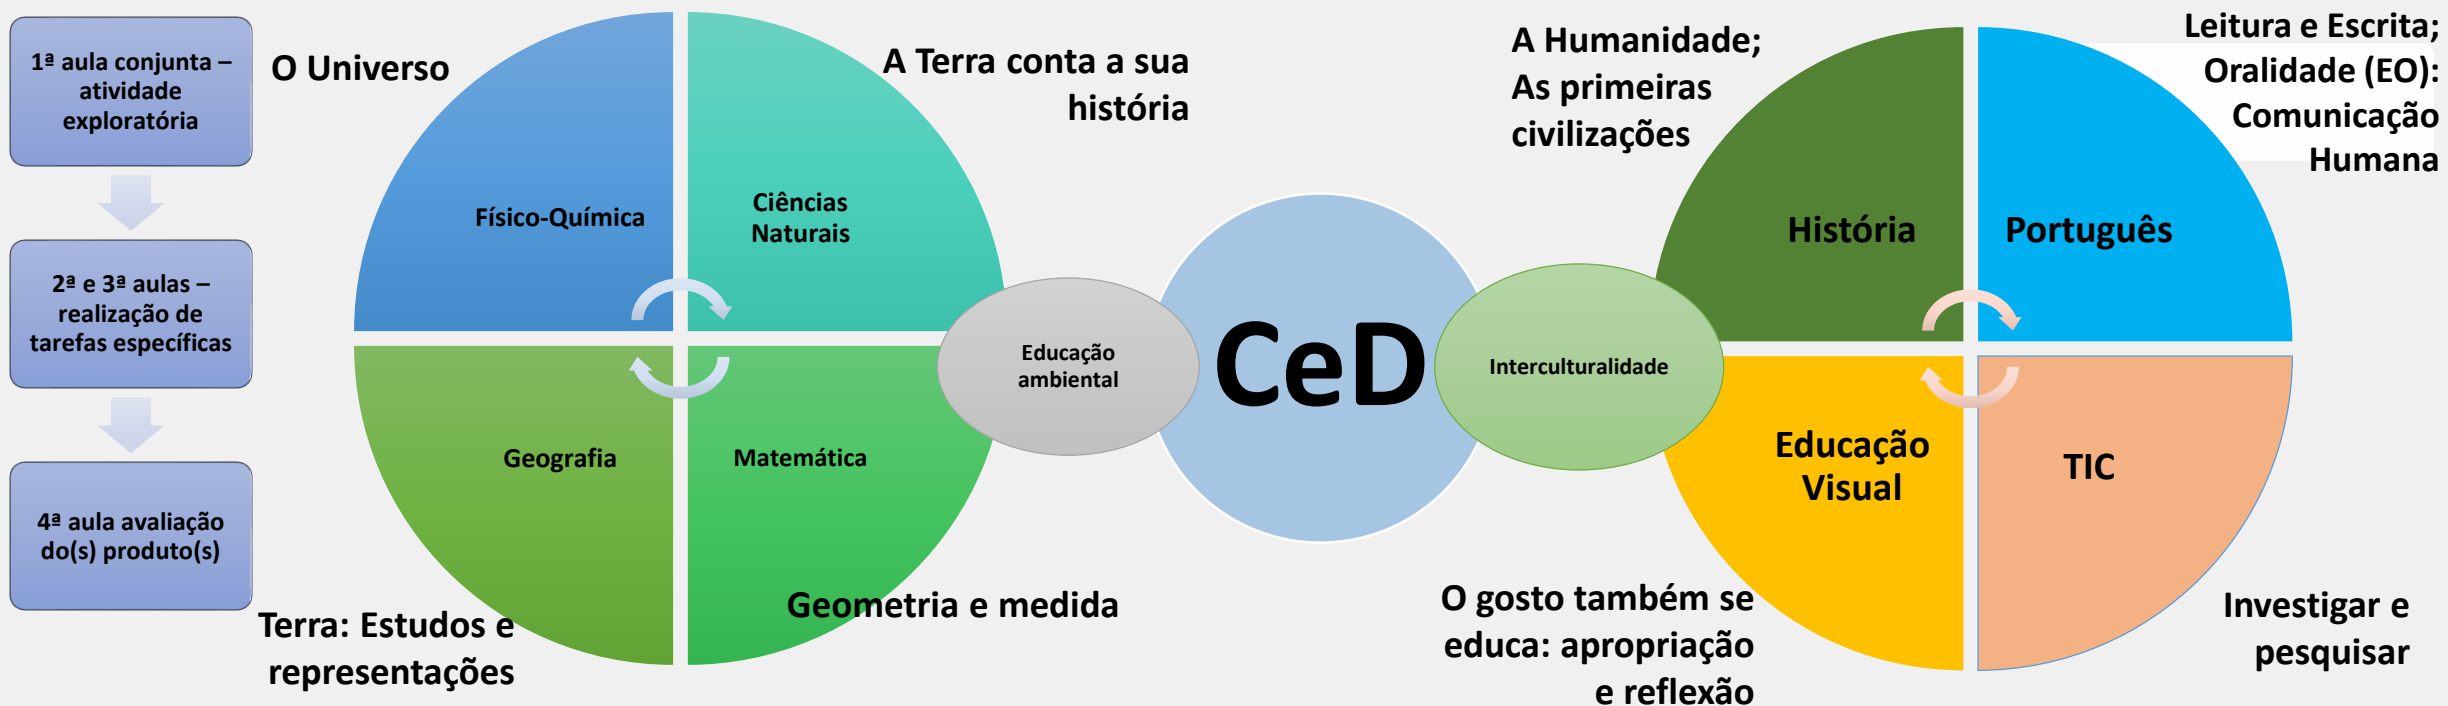 1ª aula conjunta –
atividade
exploratória
2ª e 3ª aulas –
realização de
tarefas específicas
4ª aula avaliação
do(s) produto(s)
O Universo
A Terra conta a sua
história
Físico-Química
Ciências
Naturais
Geografia
Matemática
Terra: Estudos e
representações
Geometria e medida
Educação
ambiental
CeD
Interculturalidade
A Humanidade;
As primeiras
civilizações
Leitura e Escrita;
Oralidade (EO):
Comunicação
Humana
História
Português
Educação
Visual
TIC
O gosto também se
educa: apropriação
e reflexão
Investigar e
pesquisar